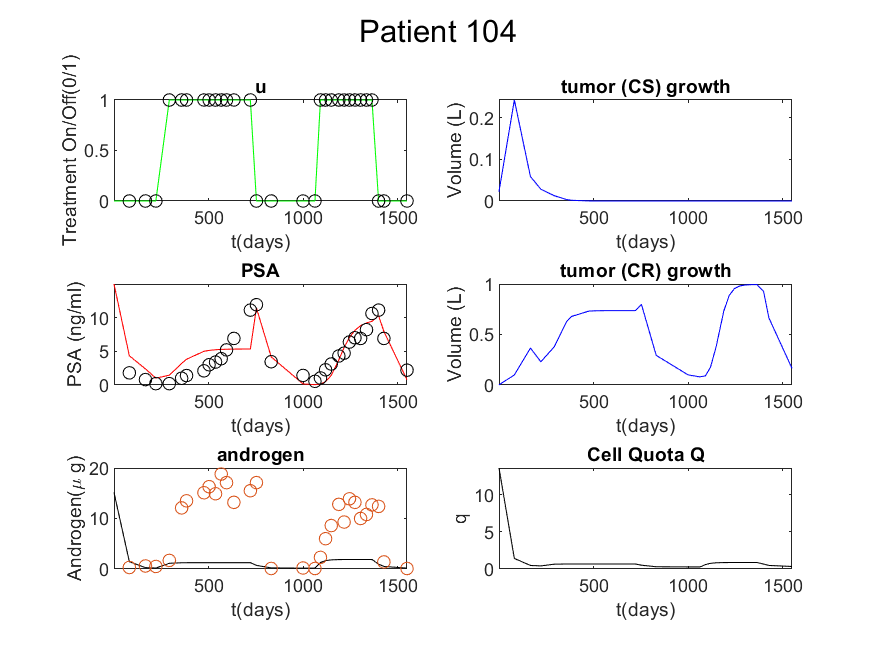 Patient 104
u
Treatment On/Off(0/1)
1
0.5
0
500
1000
1500
t(days)
tumor (CS) growth
Volume (L)
0.2
0.1
0
500
1000
1500
t(days)
PSA
PSA (ng/ml)
10
5
0
500
1000
1500
t(days)
tumor (CR) growth
Volume (L)
1
0.5
0
500
1000
1500
t(days)
androgen
Androgen(μ g)
20
10
0
500
1000
1500
t(days)
Cell Quota Q
q
10
5
0
500
1000
1500
t(days)